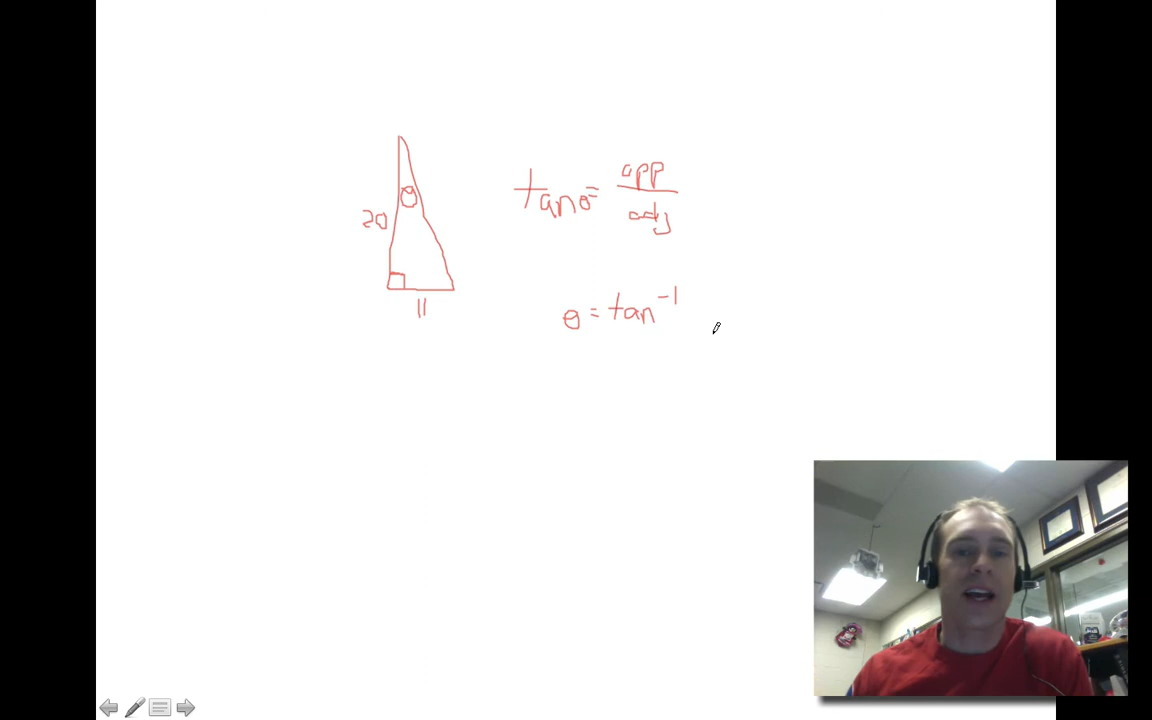 θ
20
11
tanθ = opp/adj
θ = tan⁻¹